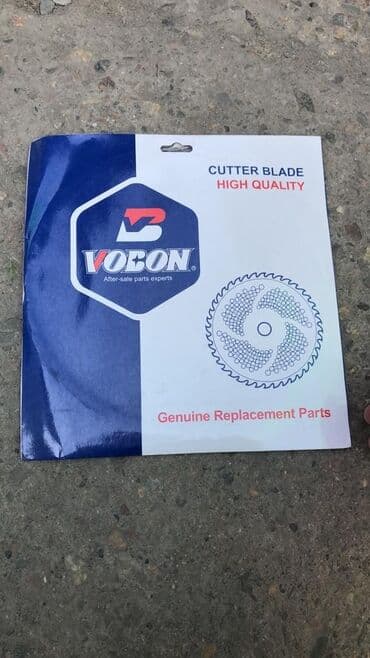 CUTTER BLADE
HIGH QUALITY
VOBON®
After-sale parts experts
Genuine Replacement Parts